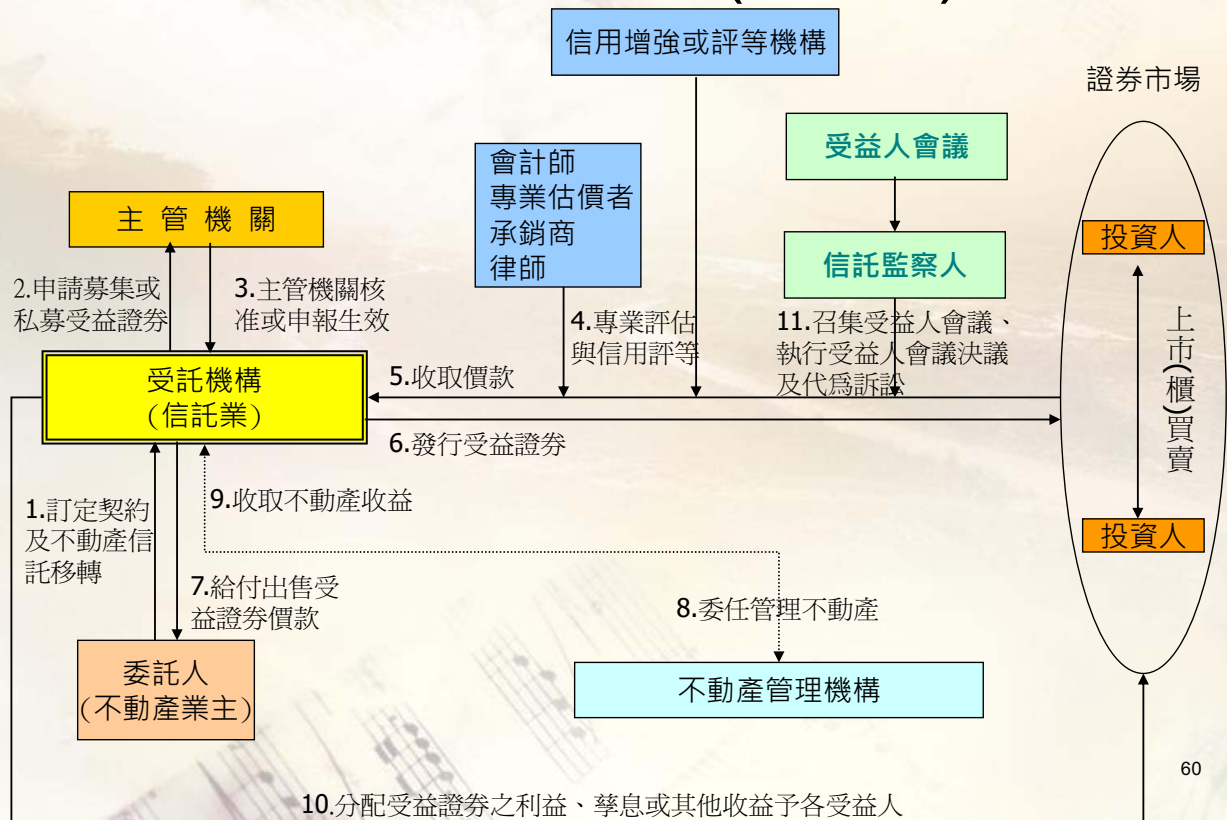 信用增強或評等機構
證券市場
會計師
專業估價者
承銷商
律師
受益人會議
信託監察人
主 管 機 關
投資人
2.申請募集或
私募受益證券
3.主管機關核
准或申報生效
4.專業評估
與信用評等
11.召集受益人會議、
執行受益人會議決議
及代為訴訟
上市(櫃)買賣
受託機構
(信託業)
5.收取價款
6.發行受益證券
投資人
1.訂定契約
及不動產信
託移轉
9.收取不動產收益
7.給付出售受
益證券價款
8.委任管理不動產
委託人
(不動產業主)
不動產管理機構
60
10.分配受益證券之利益、孳息或其他收益予各受益人